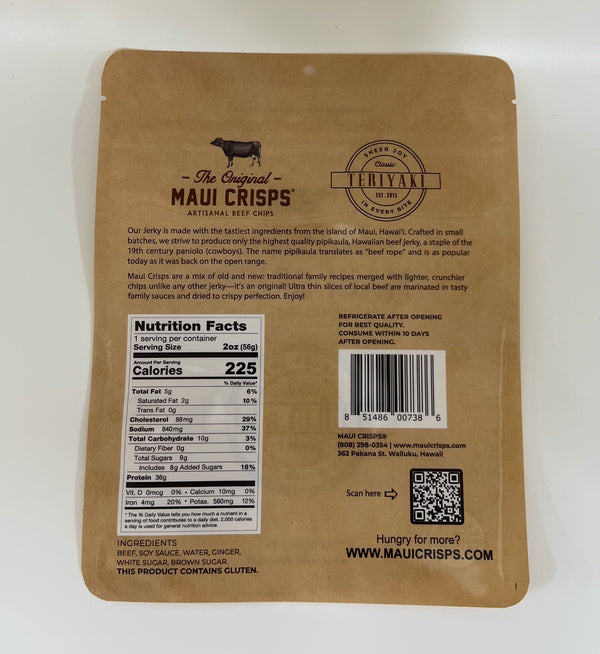 The Original
MAUI CRISPS®
ARTISANAL BEEF CHIPS
SHEER JOY
Classic
TERIYAKI
EST. 2015
IN EVERY BITE
Our Jerky is made with the tastiest ingredients from the island of Maui, Hawai'i. Crafted in small
batches, we strive to produce only the highest quality pipikaula, Hawaiian beef jerky, a staple of the
19th century paniolo (cowboys). The name pipikaula translates as "beef rope" and is as popular
today as it was back on the open range.
Maui Crisps are a mix of old and new: traditional family recipes merged with lighter, crunchier
chips unlike any other jerky—it's an original! Ultra thin slices of local beef are marinated in tasty
family sauces and dried to crispy perfection. Enjoy!
Nutrition Facts
1 serving per container
Serving Size 2oz (56g)
Amount Per Serving
Calories 225
% Daily Value*
Total Fat 5g 6%
Saturated Fat 2g 10%
Trans Fat 0g
Cholesterol 88mg 29%
Sodium 840mg 37%
Total Carbohydrate 10g 3%
Dietary Fiber 0g 0%
Total Sugars 9g
Includes 8g Added Sugars 16%
Protein 36g
Vit. D 0mcg 0% • Calcium 10mg 0%
Iron 4mg 20% • Potas. 560mg 12%
* The % Daily Value tells you how much a nutrient in a
serving of food contributes to a daily diet. 2,000 calories
a day is used for general nutrition advice.
INGREDIENTS
BEEF, SOY SAUCE, WATER, GINGER,
WHITE SUGAR, BROWN SUGAR.
THIS PRODUCT CONTAINS GLUTEN.
REFRIGERATE AFTER OPENING
FOR BEST QUALITY.
CONSUME WITHIN 10 DAYS
AFTER OPENING.
8 51486 00738 6
MAUI CRISPS®
(808) 298-0354 | www.mauicrisps.com
362 Pakana St. Wailuku, Hawaii
Scan here
Hungry for more?
WWW.MAUICRISPS.COM